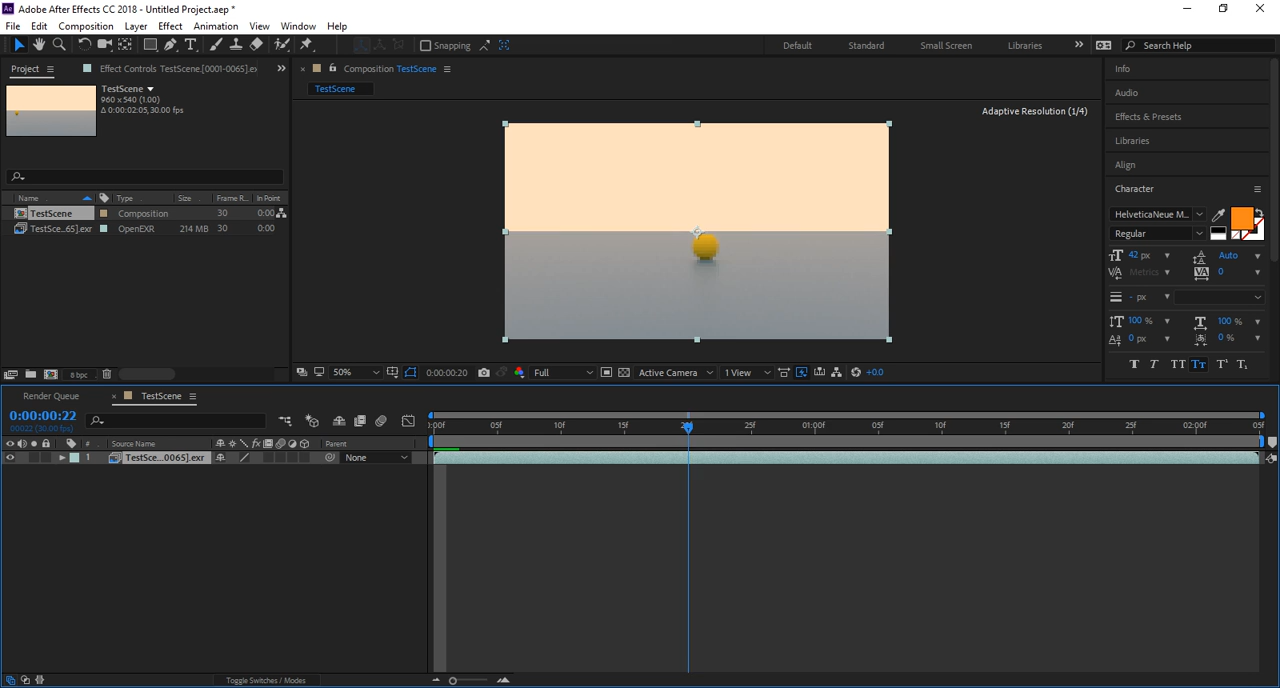 Adobe After Effects CC 2018 - Untitled Project.aep *
File Edit Composition Layer Effect Animation View Window Help
Snapping
Default Standard Small Screen Libraries Search Help
Project Effect Controls TestScene.[0001-0065].ex
TestScene
960 x 540 (1.00)
Δ 0:00:02:05, 30.00 fps
Name Type Size Frame R... In Point
TestScene Composition 30 0:00
TestSce...65].exr OpenEXR 214 MB 30 0:00
8 bpc
Composition TestScene
TestScene
Adaptive Resolution (1/4)
50% 0:00:00:20 Full Active Camera 1 View +0.0
Info
Audio
Effects & Presets
Libraries
Align
Character
HelveticaNeue M...
Regular
42 px Auto
Metrics 0
- px
100 % 100 %
0 px 0 %
T T TT Tт T¹ T₁
Render Queue TestScene
0:00:00:22
00022 (30.00 fps)
# Source Name fx Parent
1 TestSce...0065].exr None
:00f 05f 10f 15f 20f 25f 01:00f 05f 10f 15f 20f 25f 02:00f 05f
Toggle Switches / Modes